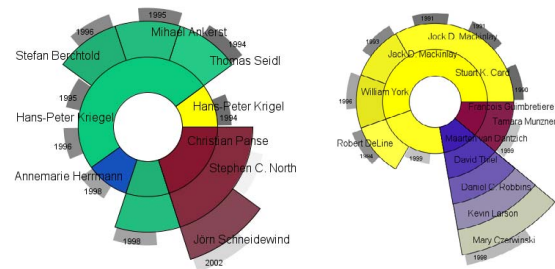 1995
1996
Mihael Ankerst
1994
Stefan Berchtold
Thomas Seidl
1995
Hans-Peter Krigel
Hans-Peter Kriegel
1994
1996
Christian Panse
Annemarie Herrmann
Stephen C. North
1998
1998
Jörn Schneidewind
2002
1991
1991
1993
Jock D. Mackinlay
Jock D. Mackinlay
Stuart K. Card
1990
William York
1996
Francois Guimbretiere
Tamara Munzner
Robert DeLine
Maarten van Dantzich
1994
1999
1999
David Thiel
Daniel C. Robbins
Kevin Larson
Mary Czerwinski
1999